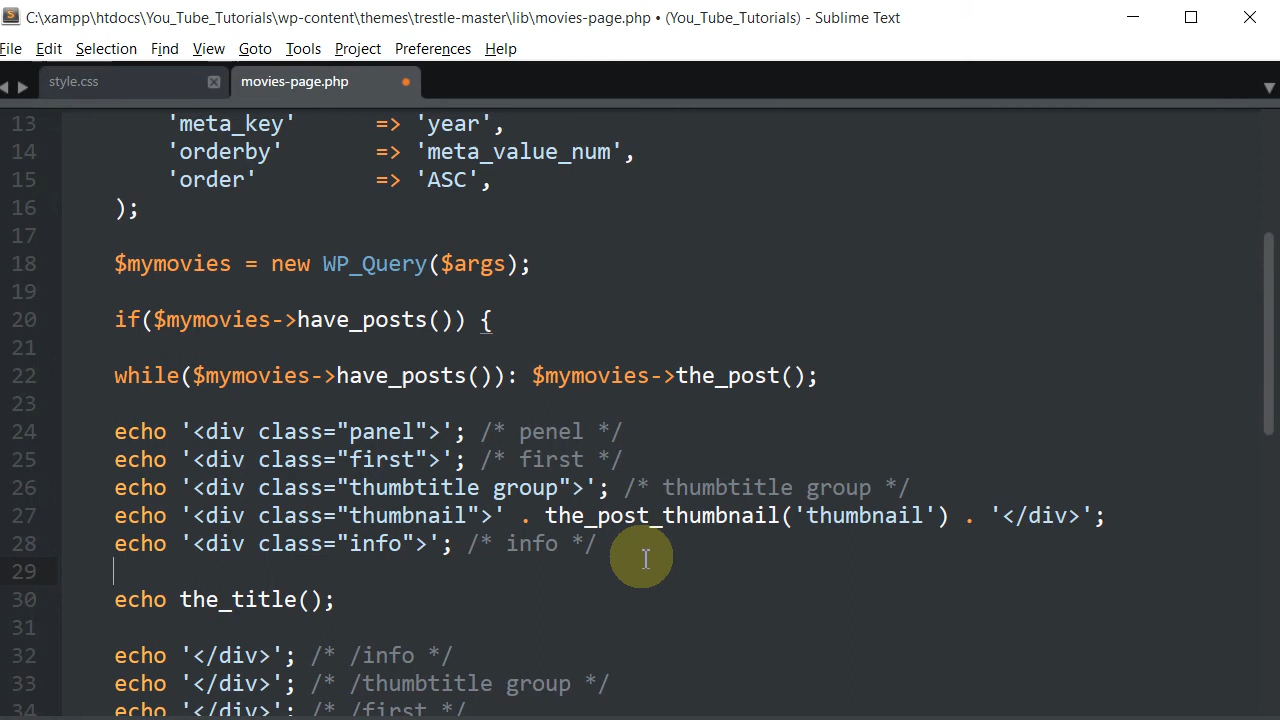 C:\xampp\htdocs\You_Tube_Tutorials\wp-content\themes\trestle-master\lib\movies-page.php • (You_Tube_Tutorials) - Sublime Text
File Edit Selection Find View Goto Tools Project Preferences Help
style.css movies-page.php
13 'meta_key' => 'year',
14 'orderby' => 'meta_value_num',
15 'order' => 'ASC',
16 );
17
18 $mymovies = new WP_Query($args);
19
20 if($mymovies->have_posts()) {
21
22 while($mymovies->have_posts()): $mymovies->the_post();
23
24 echo '<div class="panel">'; /* penel */
25 echo '<div class="first">'; /* first */
26 echo '<div class="thumbtitle group">'; /* thumbtitle group */
27 echo '<div class="thumbnail">' . the_post_thumbnail('thumbnail') . '</div>';
28 echo '<div class="info">'; /* info */
29
30 echo the_title();
31
32 echo '</div>'; /* /info */
33 echo '</div>'; /* /thumbtitle group */
34 echo '</div>'; /* /first */